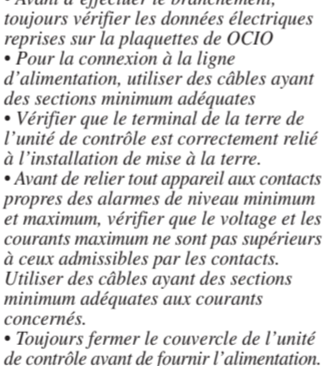 • Avant d'effectuer le branchement,
toujours vérifier les données électriques
reprises sur la plaquettes de OCIO
• Pour la connexion à la ligne
d'alimentation, utiliser des câbles ayant
des sections minimum adéquates
• Vérifier que le terminal de la terre de
l'unité de contrôle est correctement relié
à l'installation de mise à la terre.
• Avant de relier tout appareil aux contacts
propres des alarmes de niveau minimum
et maximum, vérifier que le voltage et les
courants maximum ne sont pas supérieurs
à ceux admissibles par les contacts.
Utiliser des câbles ayant des sections
minimum adéquates aux courants
concernés.
• Toujours fermer le couvercle de l'unité
de contrôle avant de fournir l'alimentation.